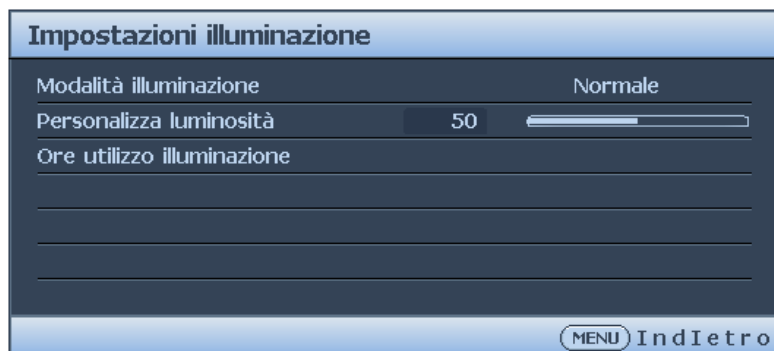 Impostazioni illuminazione
Modalità illuminazione Normale
Personalizza luminosità 50
Ore utilizzo illuminazione
MENU IndIetro